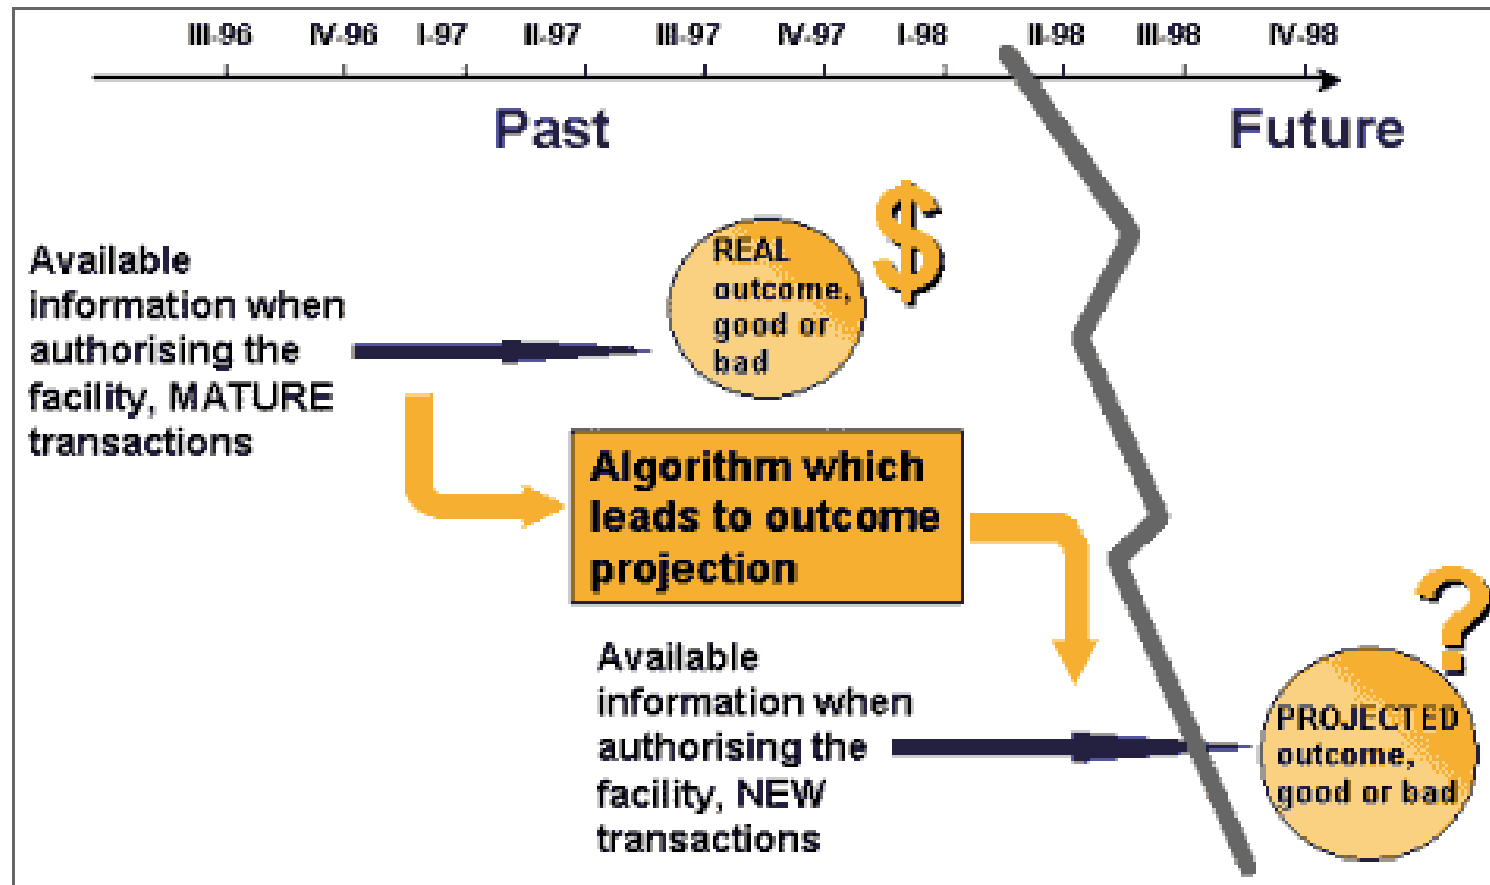 III-96 IV-96 I-97 II-97 III-97 IV-97 I-98 II-98 III-98 IV-98
Past Future
Available
information when
authorising the
facility, MATURE
transactions
REAL
outcome,
good or
bad
$
Algorithm which
leads to outcome
projection
Available
information when
authorising the
facility, NEW
transactions
?
PROJECTED
outcome,
good or bad